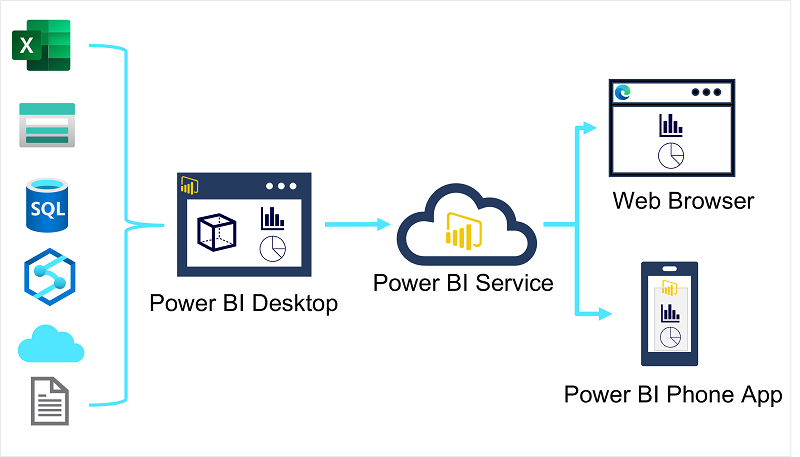 X
SQL
Power BI Desktop
Power BI Service
Web Browser
Power BI Phone App